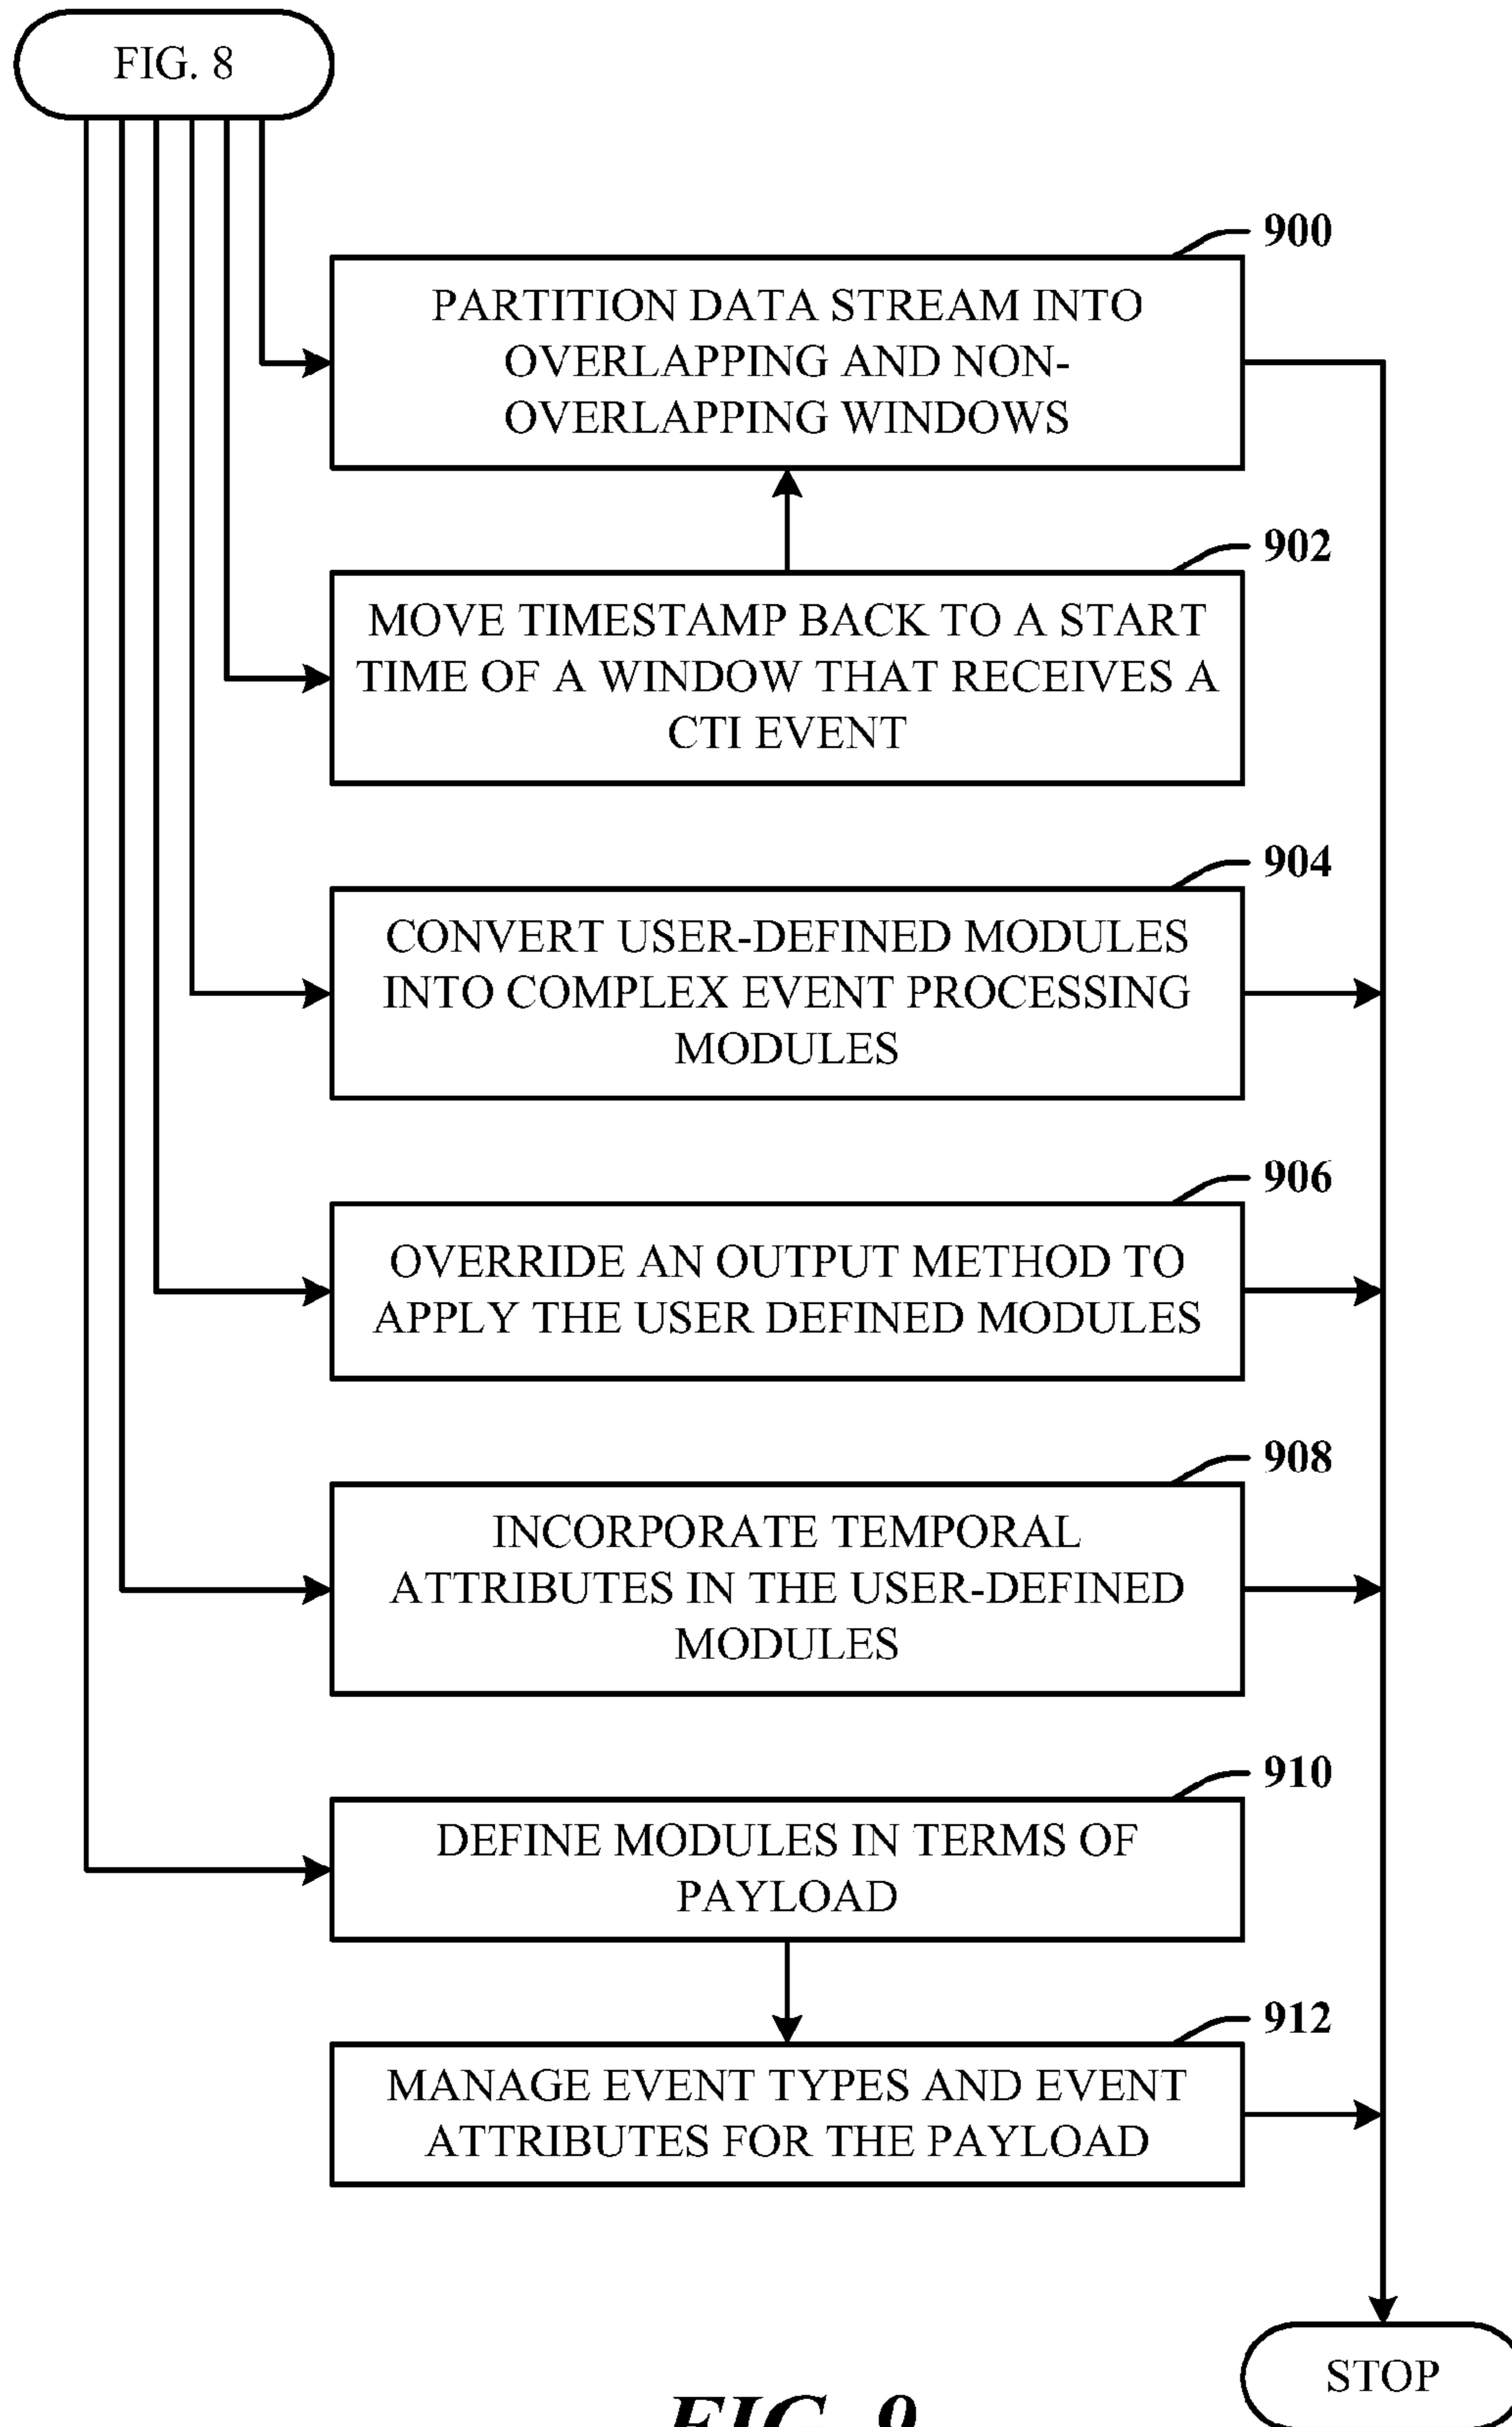 FIG. 8
900
PARTITION DATA STREAM INTO
OVERLAPPING AND NON-
OVERLAPPING WINDOWS
902
MOVE TIMESTAMP BACK TO A START
TIME OF A WINDOW THAT RECEIVES A
CTI EVENT
904
CONVERT USER-DEFINED MODULES
INTO COMPLEX EVENT PROCESSING
MODULES
906
OVERRIDE AN OUTPUT METHOD TO
APPLY THE USER DEFINED MODULES
908
INCORPORATE TEMPORAL
ATTRIBUTES IN THE USER-DEFINED
MODULES
910
DEFINE MODULES IN TERMS OF
PAYLOAD
912
MANAGE EVENT TYPES AND EVENT
ATTRIBUTES FOR THE PAYLOAD
STOP
FIG. 9